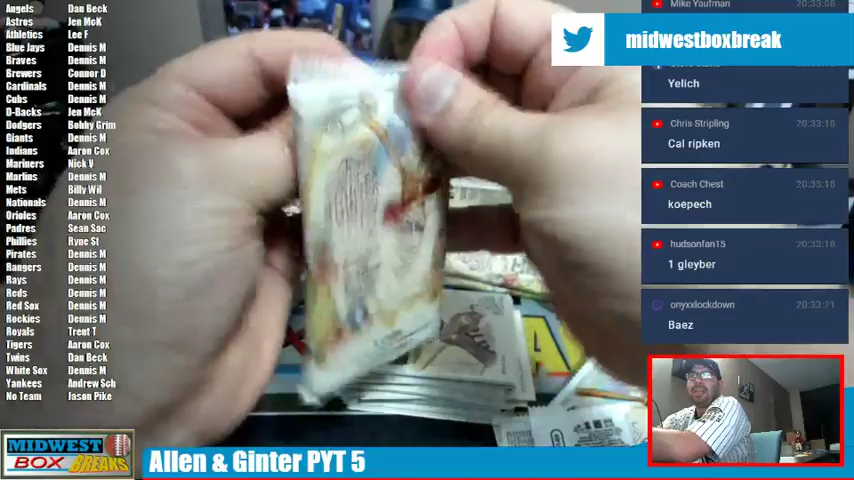 Angels Dan Beck
Astros Jen McK
Athletics Lee F
Blue Jays Dennis M
Braves Dennis M
Brewers Connor D
Cardinals Dennis M
Cubs Dennis M
D-Backs Jen McK
Dodgers Bobby Grim
Giants Dennis M
Indians Aaron Cox
Mariners Nick V
Marlins Dennis M
Mets Billy Wil
Nationals Dennis M
Orioles Aaron Cox
Padres Sean Sac
Phillies Ryne St
Pirates Dennis M
Rangers Dennis M
Rays Dennis M
Reds Dennis M
Red Sox Dennis M
Rockies Dennis M
Royals Trent T
Tigers Aaron Cox
Twins Dan Beck
White Sox Dennis M
Yankees Andrew Sch
No Team Jason Pike
MIDWEST
BOX BREAKS
Allen & Ginter PYT 5
midwestboxbreak
Mike Yaufman 20:33:08
Yelich
Chris Stripling 20:33:18
Cal ripken
Coach Chest 20:33:18
koepech
hudsonfan15 20:33:18
1 gleyber
onyxxlockdown 20:33:21
Baez